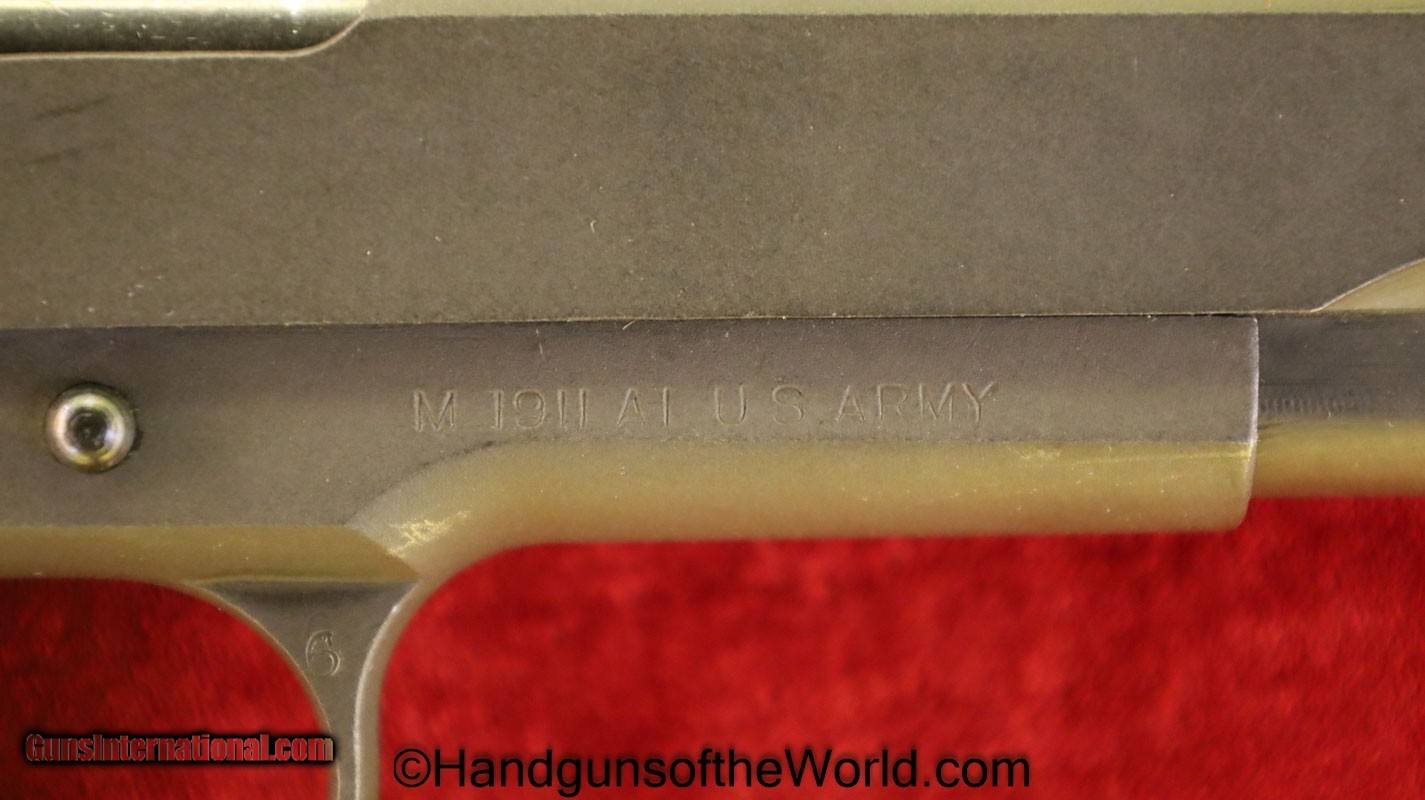 M 1911 A1 U S ARMY
6
GunsInternational.com
©HandgunsoftheWorld.com